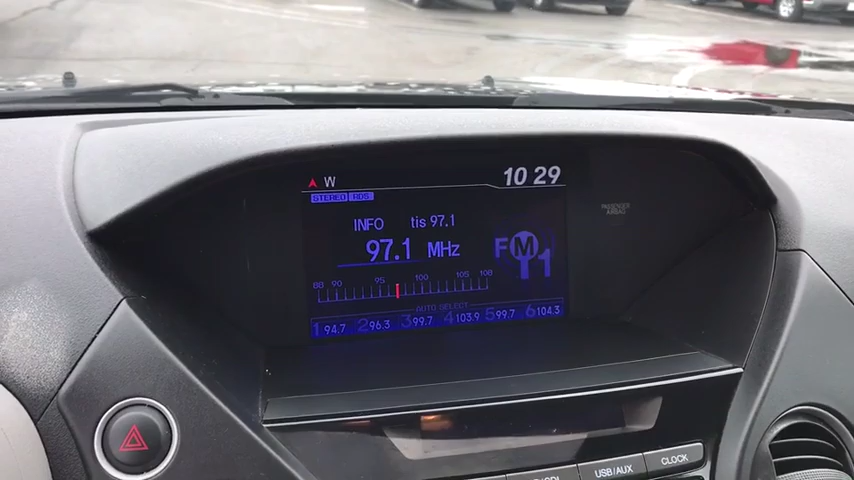 W 10 29
STEREO RDS
INFO tis 97.1
97.1 MHz
FM 1
88 90 95 100 105 108
AUTO SELECT
1 94.7 2 96.3 3 99.7 4 103.9 5 99.7 6 104.3
PASSENGER
AIRBAG
USB/AUX CLOCK